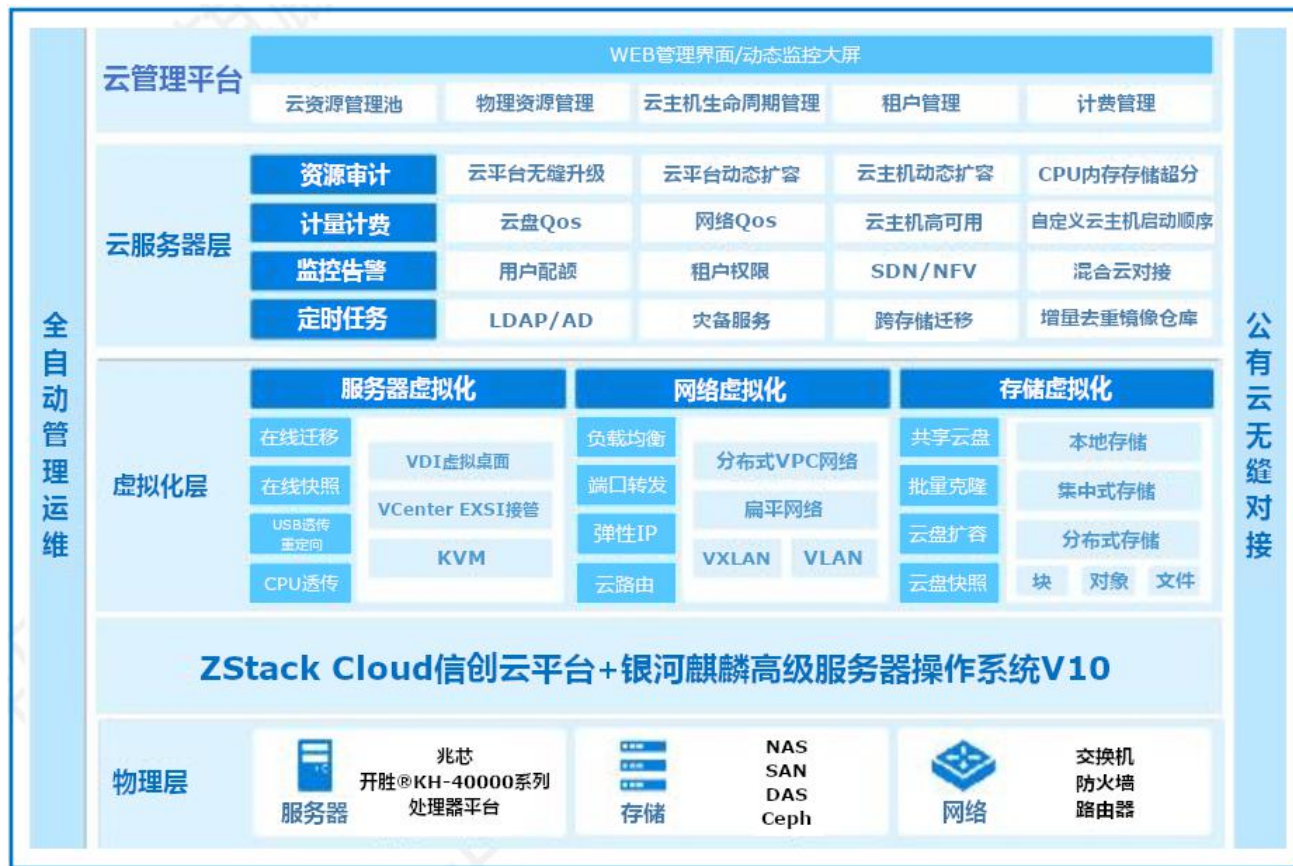 全自动管理运维
云管理平台
WEB管理界面/动态监控大屏
云资源管理池 物理资源管理 云主机生命周期管理 租户管理 计费管理
云服务器层
资源审计 云平台无缝升级 云平台动态扩容 云主机动态扩容 CPU内存存储超分
计量计费 云盘Qos 网络Qos 云主机高可用 自定义云主机启动顺序
监控告警 用户配颔 租户权限 SDN/NFV 混合云对接
定时任务 LDAP/AD 灾备服务 跨存储迁移 增量去重镜像仓库
虚拟化层
服务器虚拟化
在线迁移
在线快照
USB透传
重定向
CPU透传
VDI虚拟桌面
VCenter EXSI接管
KVM
网络虚拟化
负载均衡
端口转发
弹性IP
云路由
分布式VPC网络
扁平网络
VXLAN VLAN
存储虚拟化
共享云盘
批量克隆
云盘扩容
云盘快照
本地存储
集中式存储
分布式存储
块 对象 文件
ZStack Cloud信创云平台+银河麒麟高级服务器操作系统V10
物理层
服务器
兆芯
开胜®KH-40000系列
处理器平台
存储
NAS
SAN
DAS
Ceph
网络
交换机
防火墙
路由器
公有云无缝对接